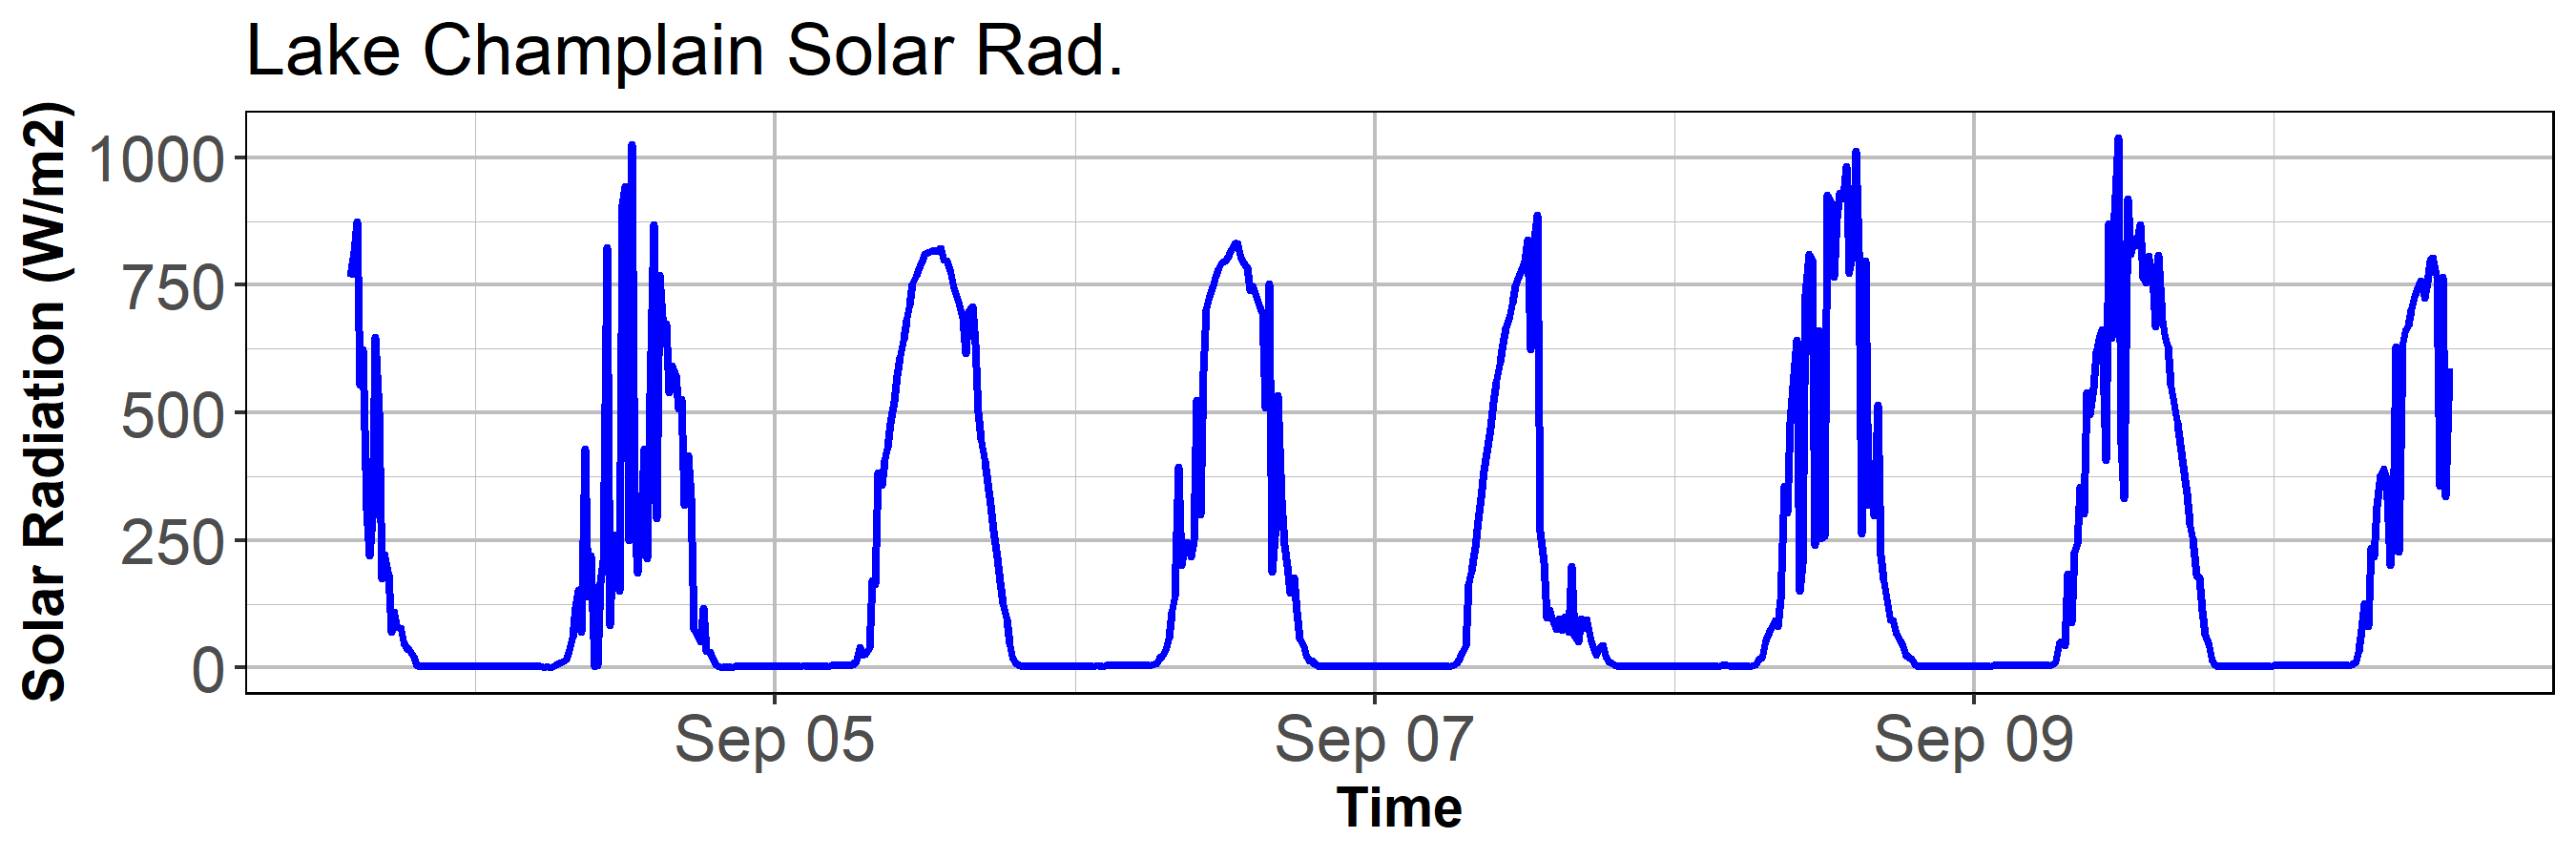 Lake Champlain Solar Rad.
Solar Radiation (W/m2)
1000
750
500
250
0
Sep 05
Sep 07
Sep 09
Time